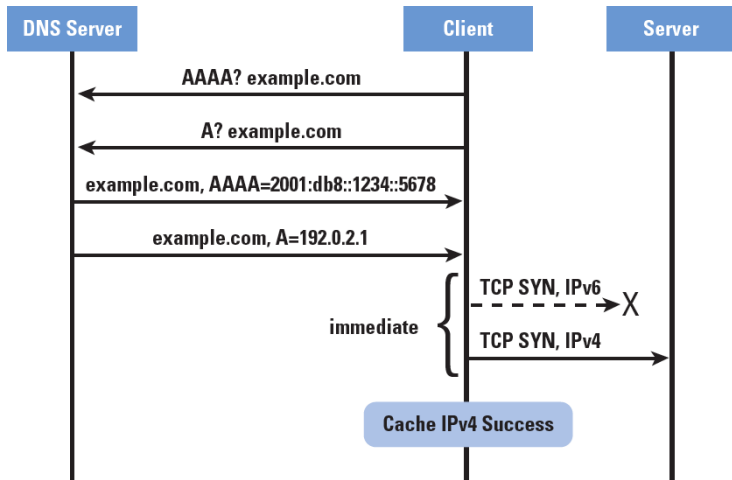 DNS Server
Client
Server
AAAA? example.com
A? example.com
example.com, AAAA=2001:db8::1234::5678
example.com, A=192.0.2.1
TCP SYN, IPv6
X
immediate
TCP SYN, IPv4
Cache IPv4 Success